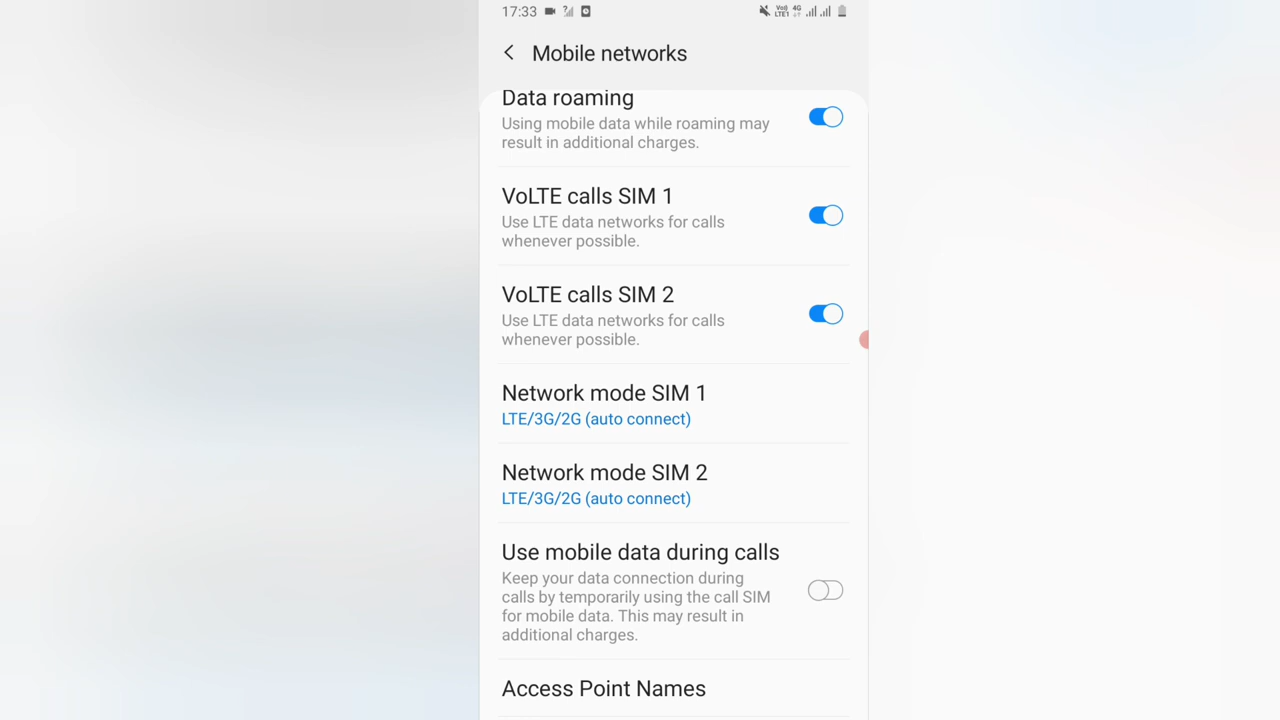 17:33
Vo)) LTE1 4G
Mobile networks
Data roaming
Using mobile data while roaming may
result in additional charges.
VoLTE calls SIM 1
Use LTE data networks for calls
whenever possible.
VoLTE calls SIM 2
Use LTE data networks for calls
whenever possible.
Network mode SIM 1
LTE/3G/2G (auto connect)
Network mode SIM 2
LTE/3G/2G (auto connect)
Use mobile data during calls
Keep your data connection during
calls by temporarily using the call SIM
for mobile data. This may result in
additional charges.
Access Point Names